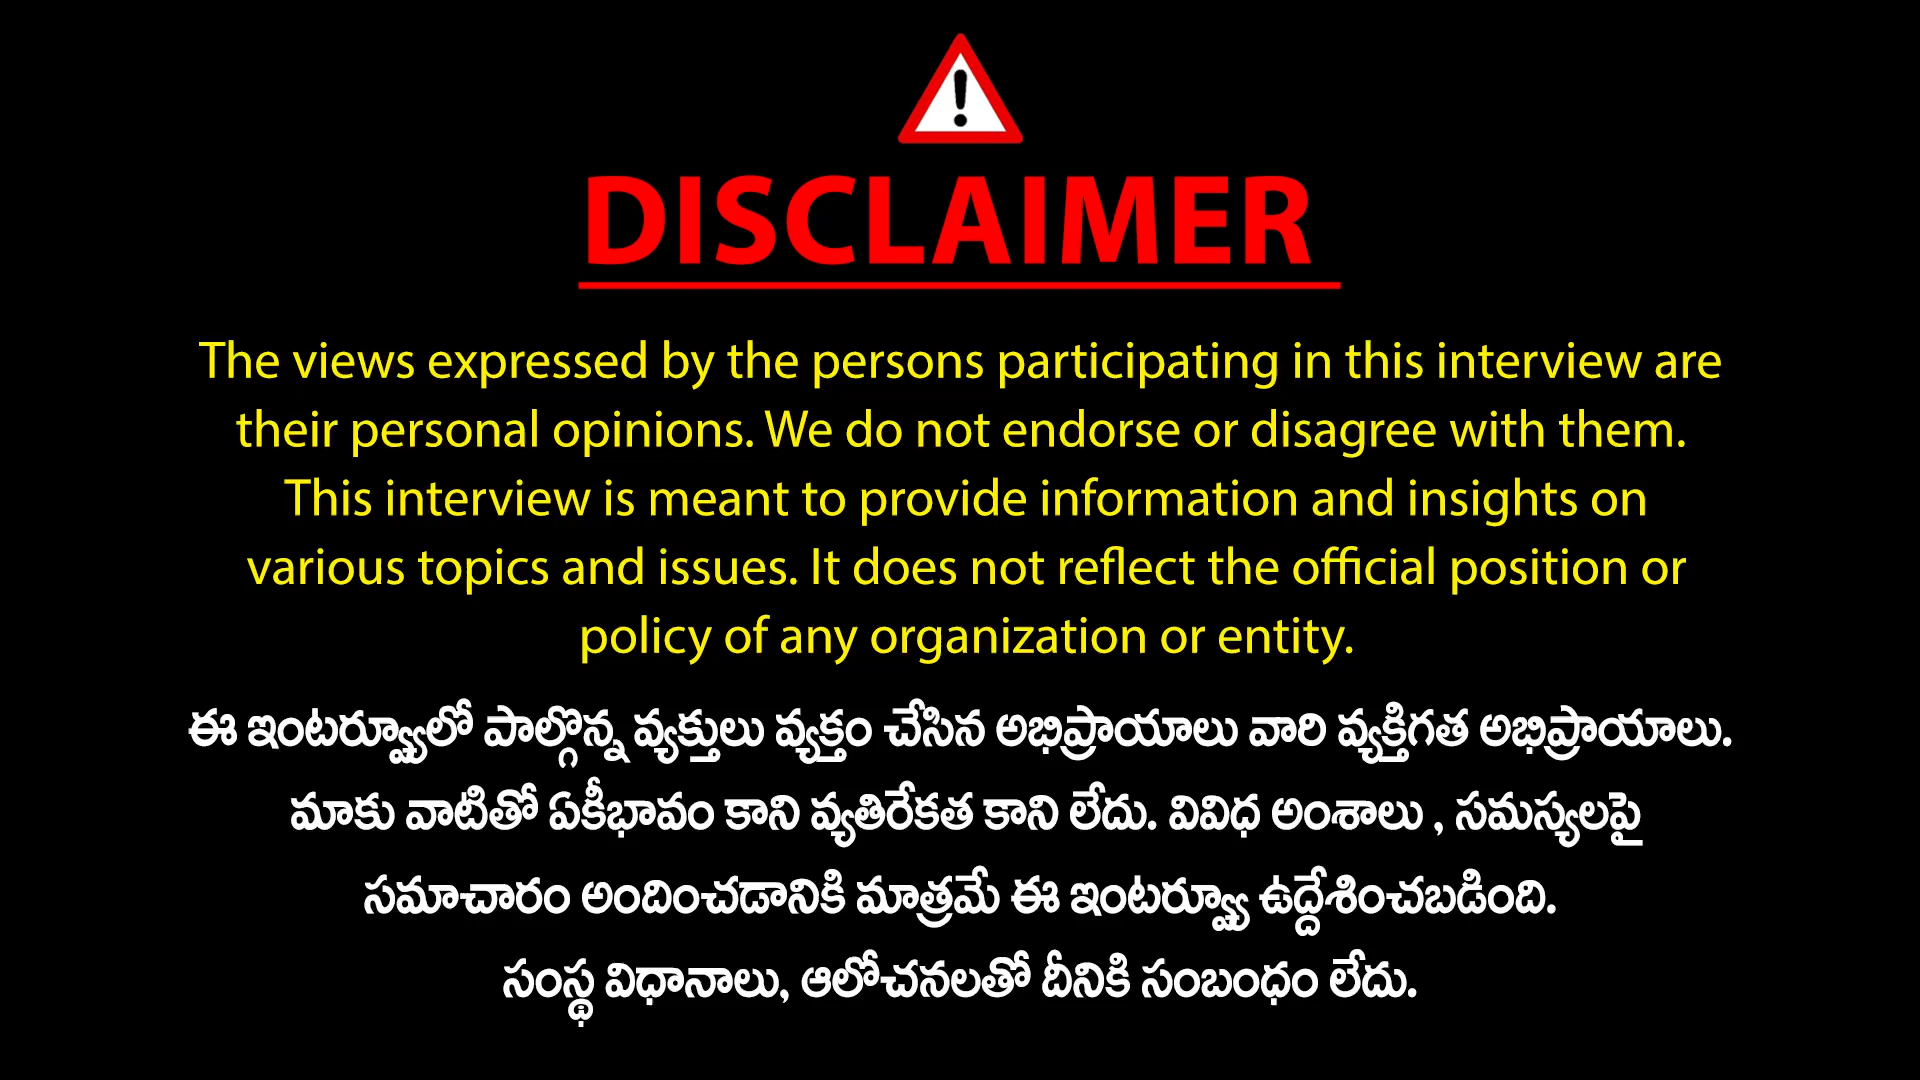 DISCLAIMER
The views expressed by the persons participating in this interview are
their personal opinions. We do not endorse or disagree with them.
This interview is meant to provide information and insights on
various topics and issues. It does not reflect the official position or
policy of any organization or entity.
ఈ ఇంటర్వ్యూలో పాల్గొన్న వ్యక్తులు వ్యక్తం చేసిన అభిప్రాయాలు వారి వ్యక్తిగత అభిప్రాయాలు.
మాకు వాటితో ఏకీభావం కాని వ్యతిరేకత కాని లేదు. వివిధ అంశాలు , సమస్యలపై
సమాచారం అందించడానికి మాత్రమే ఈ ఇంటర్వ్యూ ఉద్దేశించబడింది.
సంస్థ విధానాలు, ఆలోచనలతో దీనికి సంబంధం లేదు.